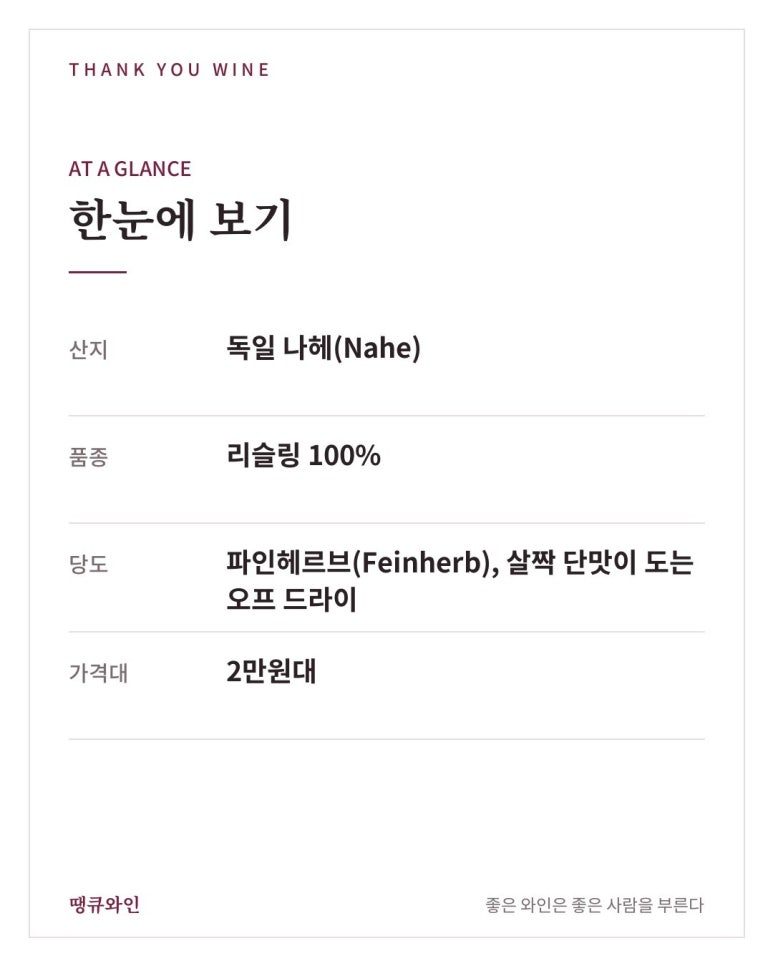 THANK YOU WINE
AT A GLANCE
한눈에 보기
산지 독일 나헤(Nahe)
품종 리슬링 100%
당도 파인헤르브(Feinherb), 살짝 단맛이 도는
오프 드라이
가격대 2만원대
땡큐와인 좋은 와인은 좋은 사람을 부른다